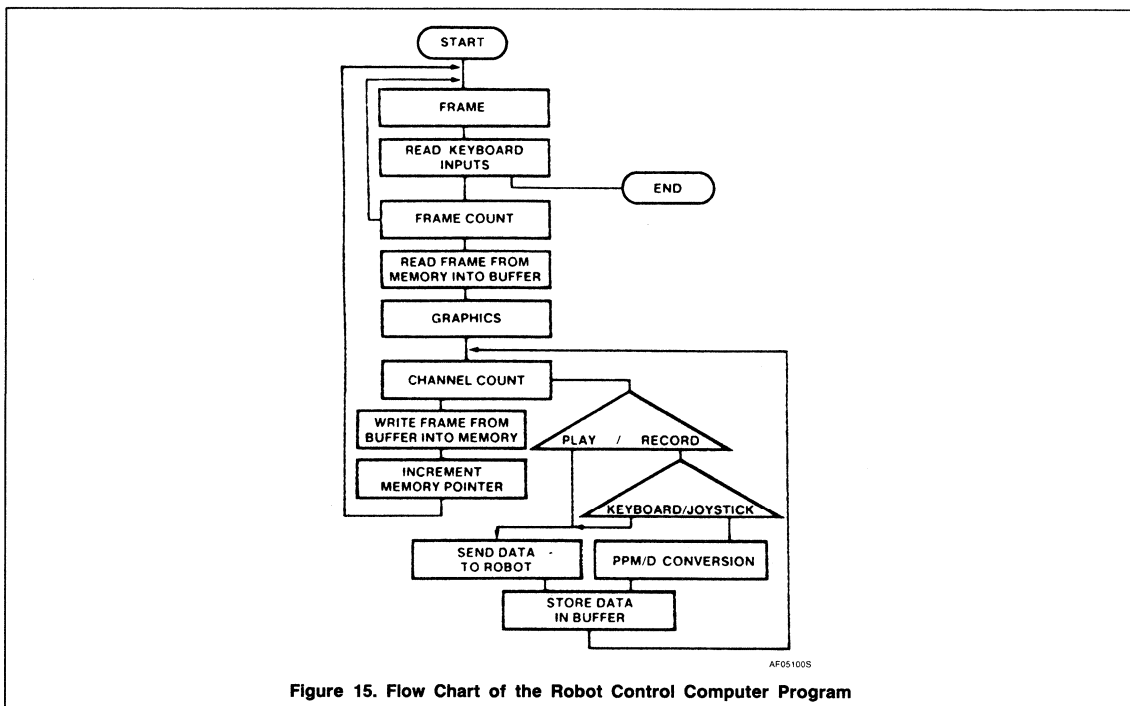 START
FRAME
READ KEYBOARD
INPUTS
END
FRAME COUNT
READ FRAME FROM
MEMORY INTO BUFFER
GRAPHICS
CHANNEL COUNT
WRITE FRAME FROM
BUFFER INTO MEMORY
PLAY / RECORD
INCREMENT
MEMORY POINTER
KEYBOARD/JOYSTICK
SEND DATA
TO ROBOT
PPM/D CONVERSION
STORE DATA
IN BUFFER
AF05100S
Figure 15. Flow Chart of the Robot Control Computer Program